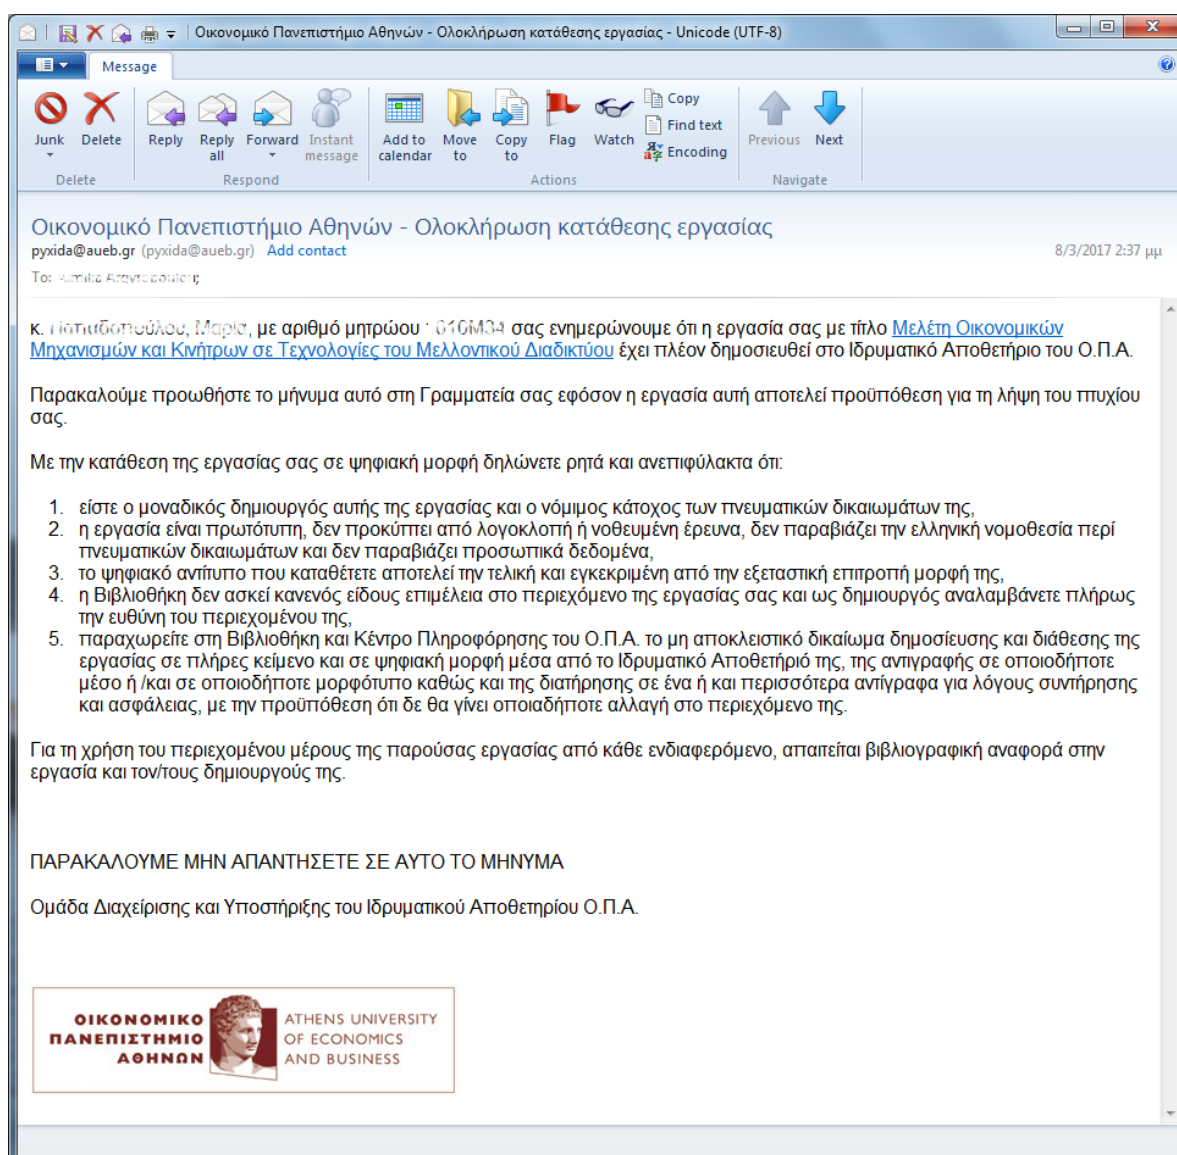 Οικονομικό Πανεπιστήμιο Αθηνών - Ολοκλήρωση κατάθεσης εργασίας - Unicode (UTF-8)
Message
Junk Delete Reply Reply all Forward Instant message Add to calendar Move to Copy to Flag Watch Copy Find text Encoding Previous Next
Delete Respond Actions Navigate
Οικονομικό Πανεπιστήμιο Αθηνών - Ολοκλήρωση κατάθεσης εργασίας
pyxida@aueb.gr (pyxida@aueb.gr) Add contact 8/3/2017 2:37 μμ
To:
κ. , με αριθμό μητρώου σας ενημερώνουμε ότι η εργασία σας με τίτλο Μελέτη Οικονομικών
Μηχανισμών και Κινήτρων σε Τεχνολογίες του Μελλοντικού Διαδικτύου έχει πλέον δημοσιευθεί στο Ιδρυματικό Αποθετήριο του Ο.Π.Α.
Παρακαλούμε προωθήστε το μήνυμα αυτό στη Γραμματεία σας εφόσον η εργασία αυτή αποτελεί προϋπόθεση για τη λήψη του πτυχίου
σας.
Με την κατάθεση της εργασίας σας σε ψηφιακή μορφή δηλώνετε ρητά και ανεπιφύλακτα ότι:
1. είστε ο μοναδικός δημιουργός αυτής της εργασίας και ο νόμιμος κάτοχος των πνευματικών δικαιωμάτων της,
2. η εργασία είναι πρωτότυπη, δεν προκύπτει από λογοκλοπή ή νοθευμένη έρευνα, δεν παραβιάζει την ελληνική νομοθεσία περί
πνευματικών δικαιωμάτων και δεν παραβιάζει προσωπικά δεδομένα,
3. το ψηφιακό αντίτυπο που καταθέτετε αποτελεί την τελική και εγκεκριμένη από την εξεταστική επιτροπή μορφή της,
4. η Βιβλιοθήκη δεν ασκεί κανενός είδους επιμέλεια στο περιεχόμενο της εργασίας σας και ως δημιουργός αναλαμβάνετε πλήρως
την ευθύνη του περιεχομένου της,
5. παραχωρείτε στη Βιβλιοθήκη και Κέντρο Πληροφόρησης του Ο.Π.Α. το μη αποκλειστικό δικαίωμα δημοσίευσης και διάθεσης της
εργασίας σε πλήρες κείμενο και σε ψηφιακή μορφή μέσα από το Ιδρυματικό Αποθετήριό της, της αντιγραφής σε οποιοδήποτε
μέσο ή /και σε οποιοδήποτε μορφότυπο καθώς και της διατήρησης σε ένα ή και περισσότερα αντίγραφα για λόγους συντήρησης
και ασφάλειας, με την προϋπόθεση ότι δε θα γίνει οποιαδήποτε αλλαγή στο περιεχόμενο της.
Για τη χρήση του περιεχομένου μέρους της παρούσας εργασίας από κάθε ενδιαφερόμενο, απαιτείται βιβλιογραφική αναφορά στην
εργασία και τον/τους δημιουργούς της.
ΠΑΡΑΚΑΛΟΥΜΕ ΜΗΝ ΑΠΑΝΤΗΣΕΤΕ ΣΕ ΑΥΤΟ ΤΟ ΜΗΝΥΜΑ
Ομάδα Διαχείρισης και Υποστήριξης του Ιδρυματικού Αποθετηρίου Ο.Π.Α.
ΟΙΚΟΝΟΜΙΚΟ ATHENS UNIVERSITY
ΠΑΝΕΠΙΣΤΗΜΙΟ OF ECONOMICS
ΑΘΗΝΩΝ AND BUSINESS